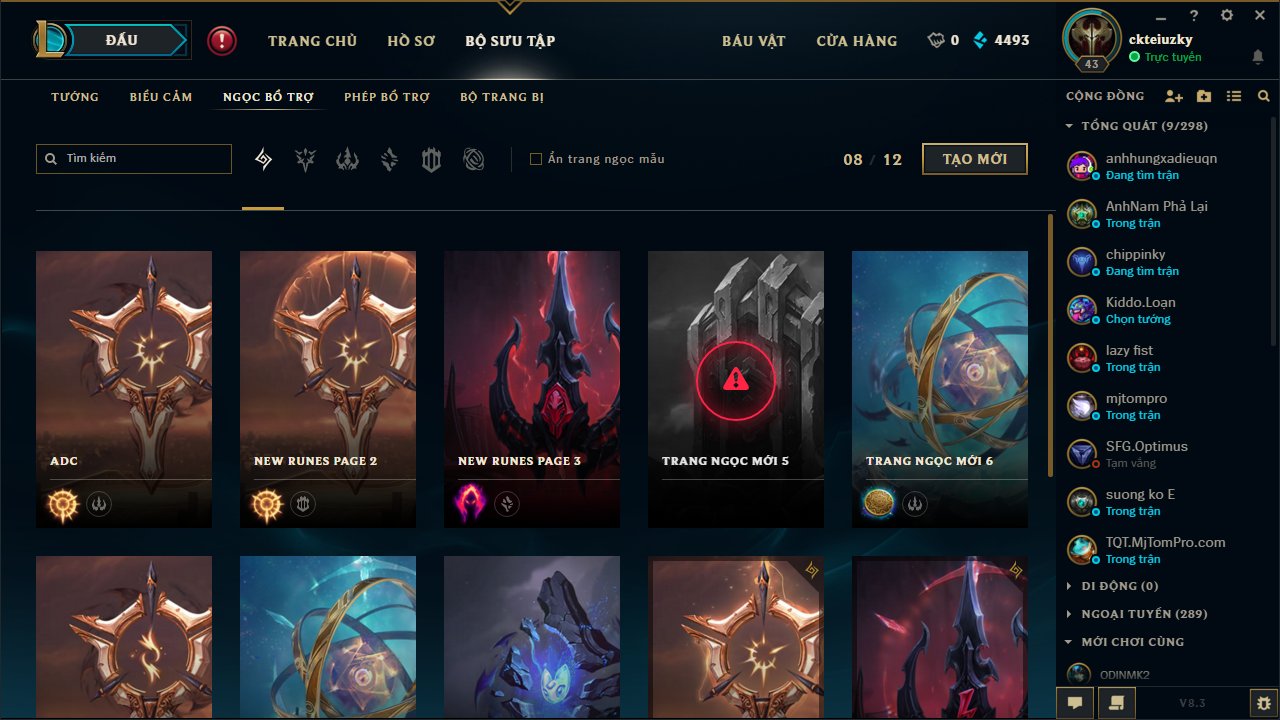 ĐẤU
!
TRANG CHỦ
HỒ SƠ
BỘ SƯU TẬP
BÁU VẬT
CỬA HÀNG
0
4493
?
ckteiuzky
Trực tuyến
43
TƯỚNG
BIỂU CẢM
NGỌC BỔ TRỢ
PHÉP BỔ TRỢ
BỘ TRANG BỊ
Tìm kiếm
Ẩn trang ngọc mẫu
08 / 12
TẠO MỚI
ADC
NEW RUNES PAGE 2
NEW RUNES PAGE 3
TRANG NGỌC MỚI 5
TRANG NGỌC MỚI 6
CỘNG ĐỒNG
TỔNG QUÁT (9/298)
anhhungxadieuqn
Đang tìm trận
AnhNam Phả Lại
Trong trận
chippinky
Đang tìm trận
Kiddo.Loan
Chọn tướng
lazy fist
Trong trận
mjtompro
Trong trận
SFG.Optimus
Tạm vắng
suong ko E
Trong trận
TQT.MjTomPro.com
Trong trận
DI ĐỘNG (0)
NGOẠI TUYẾN (289)
MỚI CHƠI CÙNG
ODINMK2
V8.3